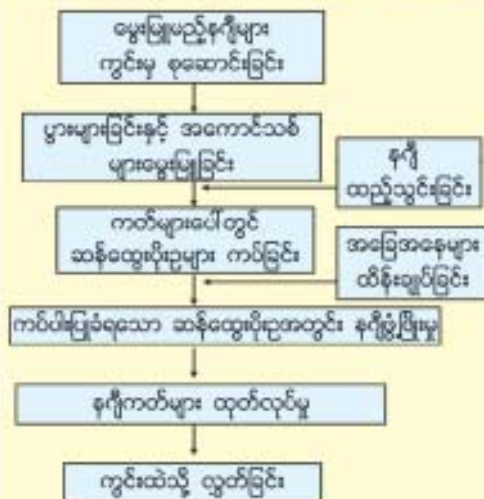 မွေးမြူမည့်နဂျီများ
ကွင်းမှ စုဆောင်းခြင်း
ပွားများခြင်းနှင့် အကောင်သစ်
များမွေးမြူခြင်း
နဂျီ
ထည့်သွင်းခြင်း
ကတ်များပေါ်တွင်
ဆန်ထွေးပိုးဥများ ကပ်ခြင်း
အခြေအနေများ
ထိန်းချုပ်ခြင်း
ကပ်ပါးပြုခံရသော ဆန်ထွေးပိုးဥအတွင်း နဂျီဖွံ့ဖြိုးမှု
နဂျီကတ်များ ထုတ်လုပ်မှု
ကွင်းထဲသို့ လွှတ်ခြင်း